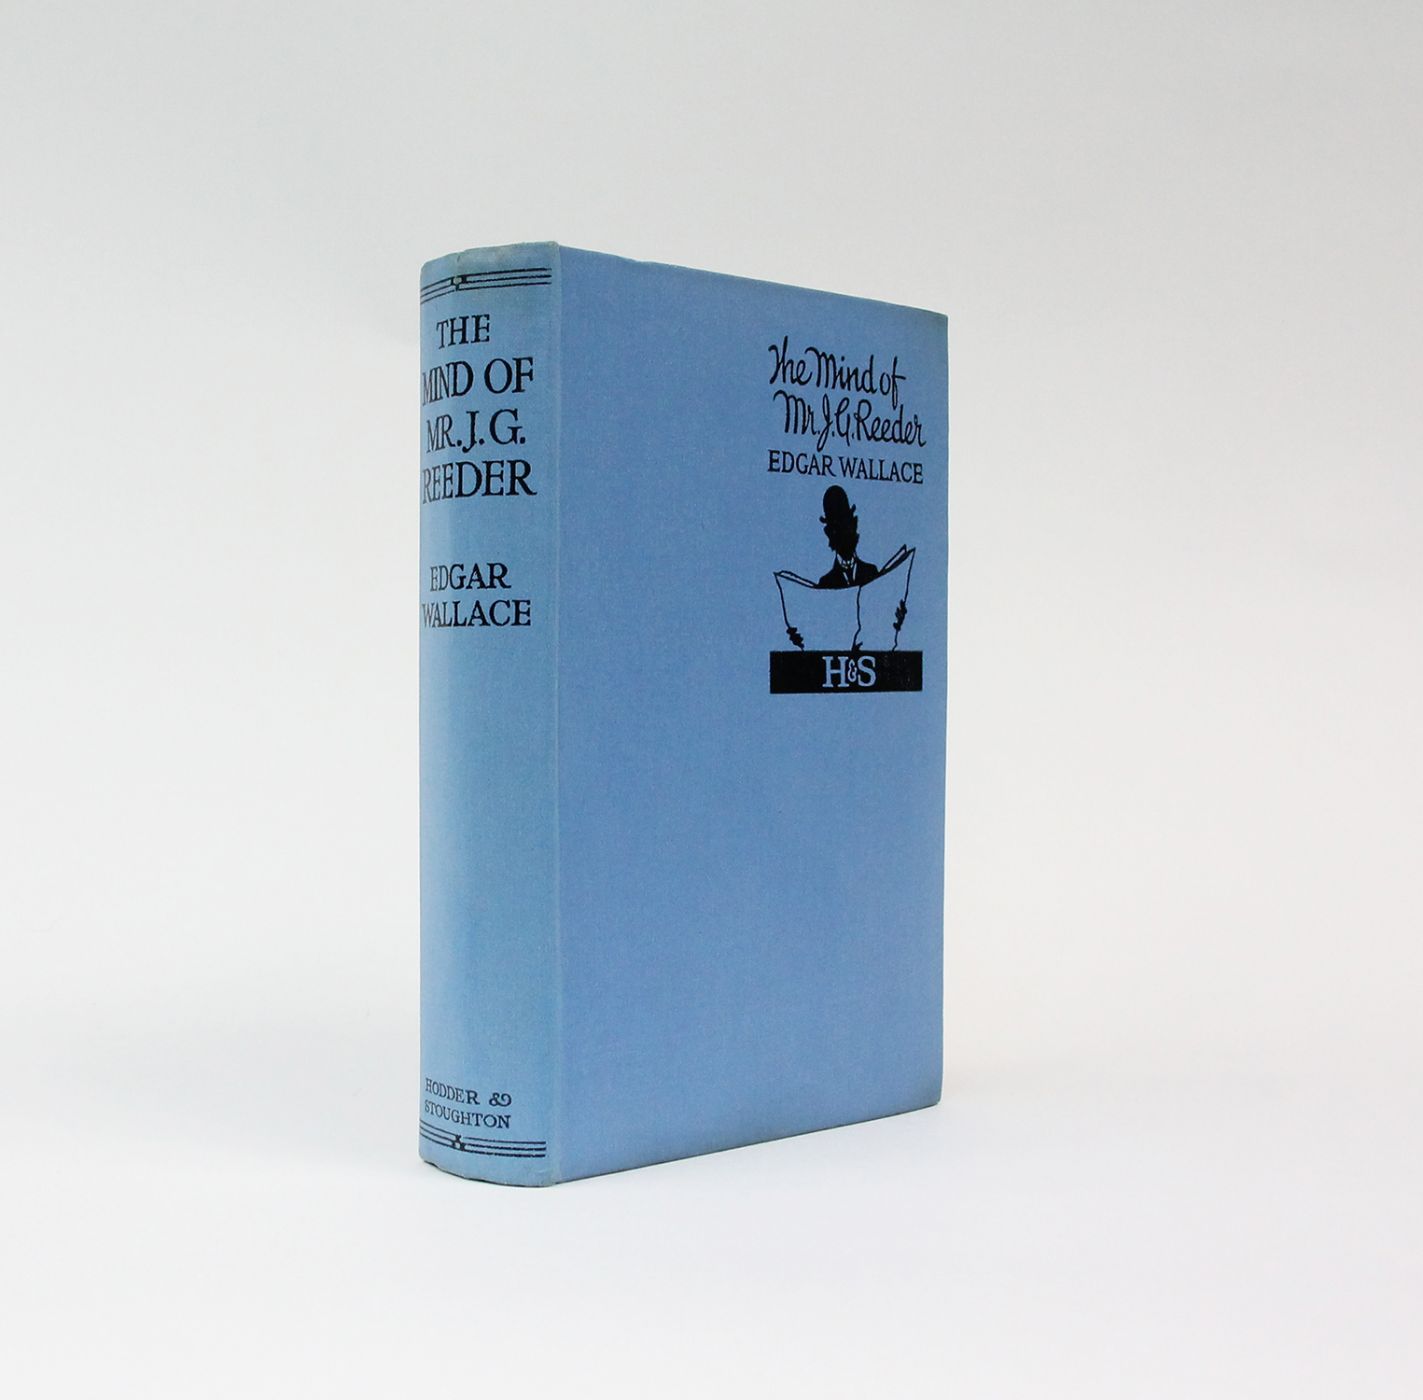 THE
MIND OF
MR. J. G.
REEDER
EDGAR
WALLACE
HODDER &
STOUGHTON
The Mind of
Mr. J. G. Reeder
EDGAR WALLACE
H&S